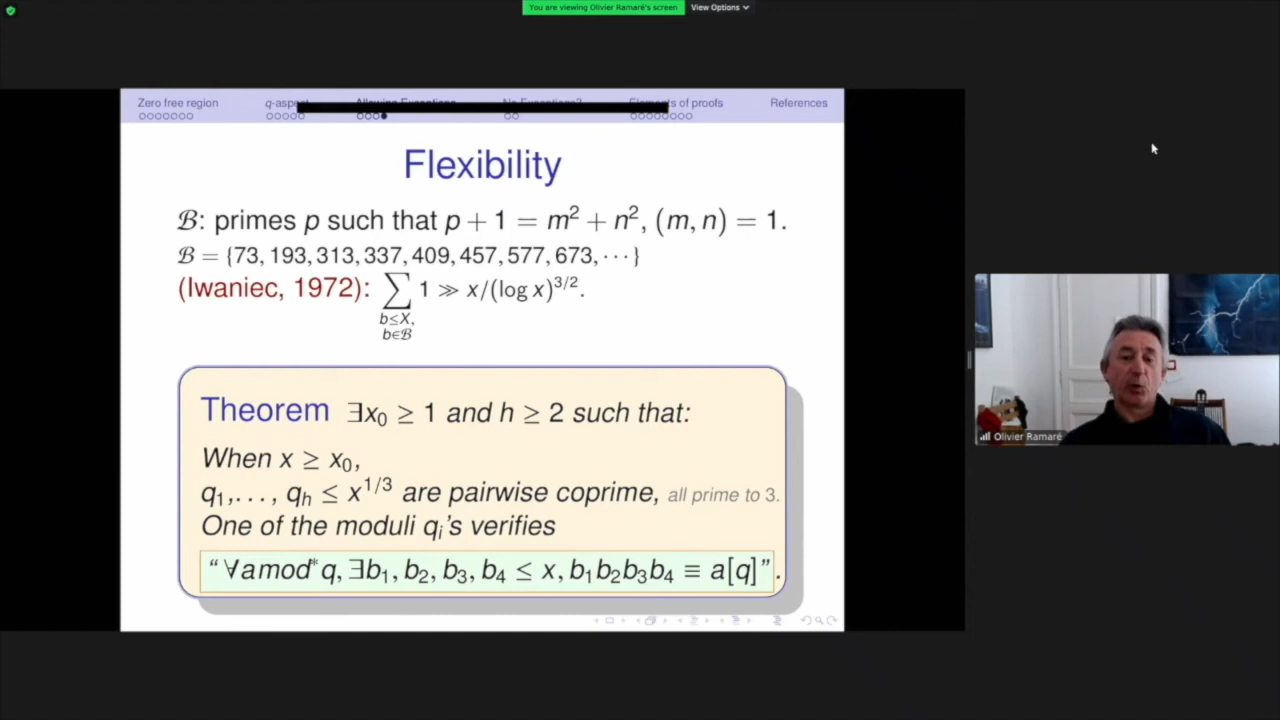 You are viewing Olivier Ramaré's screen
View Options
Zero free region
References
Flexibility
ℬ: primes p such that p + 1 = m² + n², (m, n) = 1.
ℬ = {73, 193, 313, 337, 409, 457, 577, 673, ⋯}
(Iwaniec, 1972): ∑ 1 ≫ x/(log x)^{3/2}.
b≤X,
b∈ℬ
Theorem ∃x₀ ≥ 1 and h ≥ 2 such that:
When x ≥ x₀,
q₁,..., q_h ≤ x^{1/3} are pairwise coprime, all prime to 3.
One of the moduli q_i's verifies
“∀a mod* q, ∃b₁, b₂, b₃, b₄ ≤ x, b₁b₂b₃b₄ ≡ a[q]”.
Olivier Ramaré